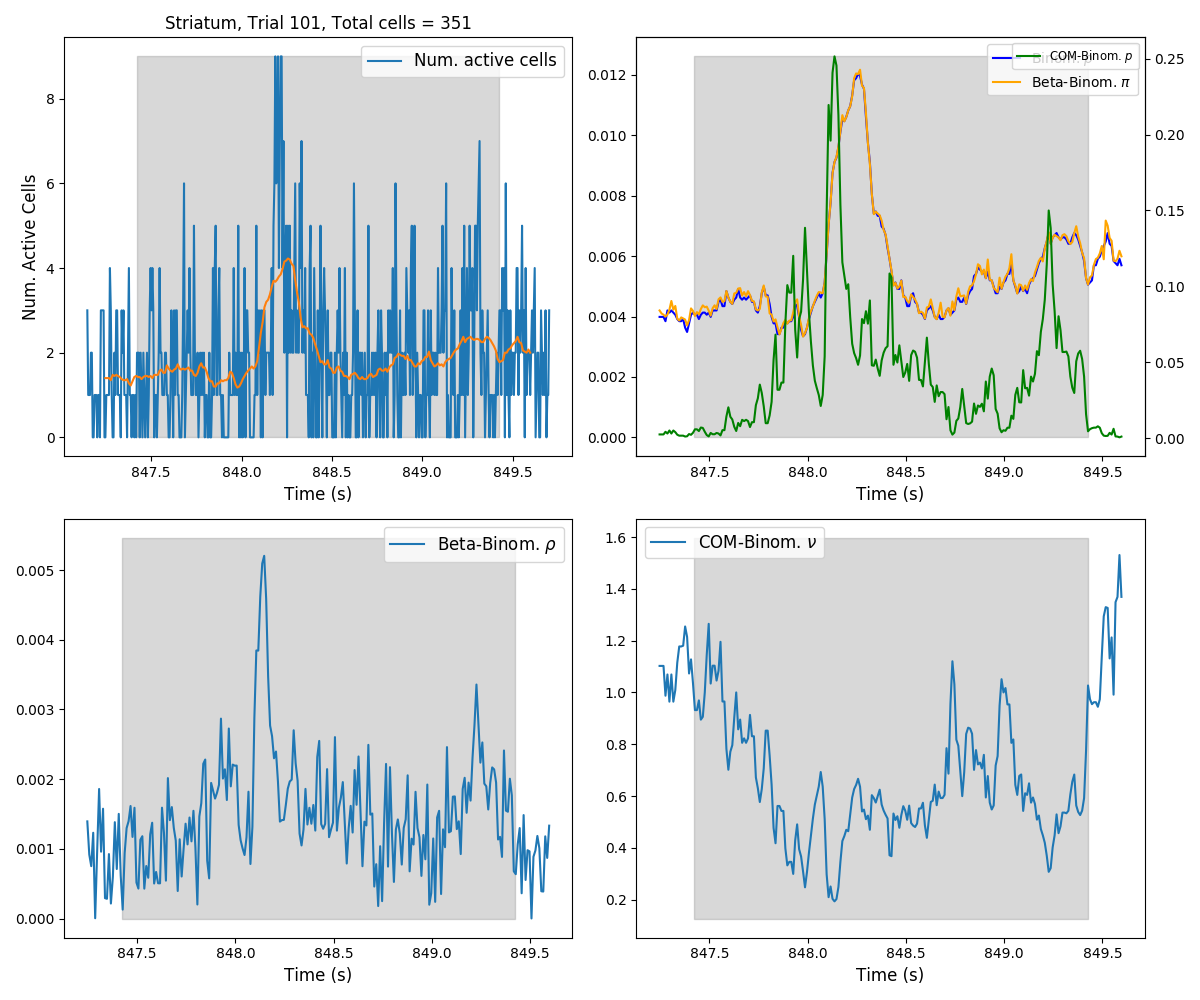 Striatum, Trial 101, Total cells = 351
Num. active cells
Num. Active Cells
8
6
4
2
0
847.5 848.0 848.5 849.0 849.5
Time (s)
COM-Binom. p
Beta-Binom. π
0.012
0.010
0.008
0.006
0.004
0.002
0.000
0.25
0.20
0.15
0.10
0.05
0.00
847.5 848.0 848.5 849.0 849.5
Time (s)
Beta-Binom. ρ
0.005
0.004
0.003
0.002
0.001
0.000
847.5 848.0 848.5 849.0 849.5
Time (s)
COM-Binom. ν
1.6
1.4
1.2
1.0
0.8
0.6
0.4
0.2
847.5 848.0 848.5 849.0 849.5
Time (s)